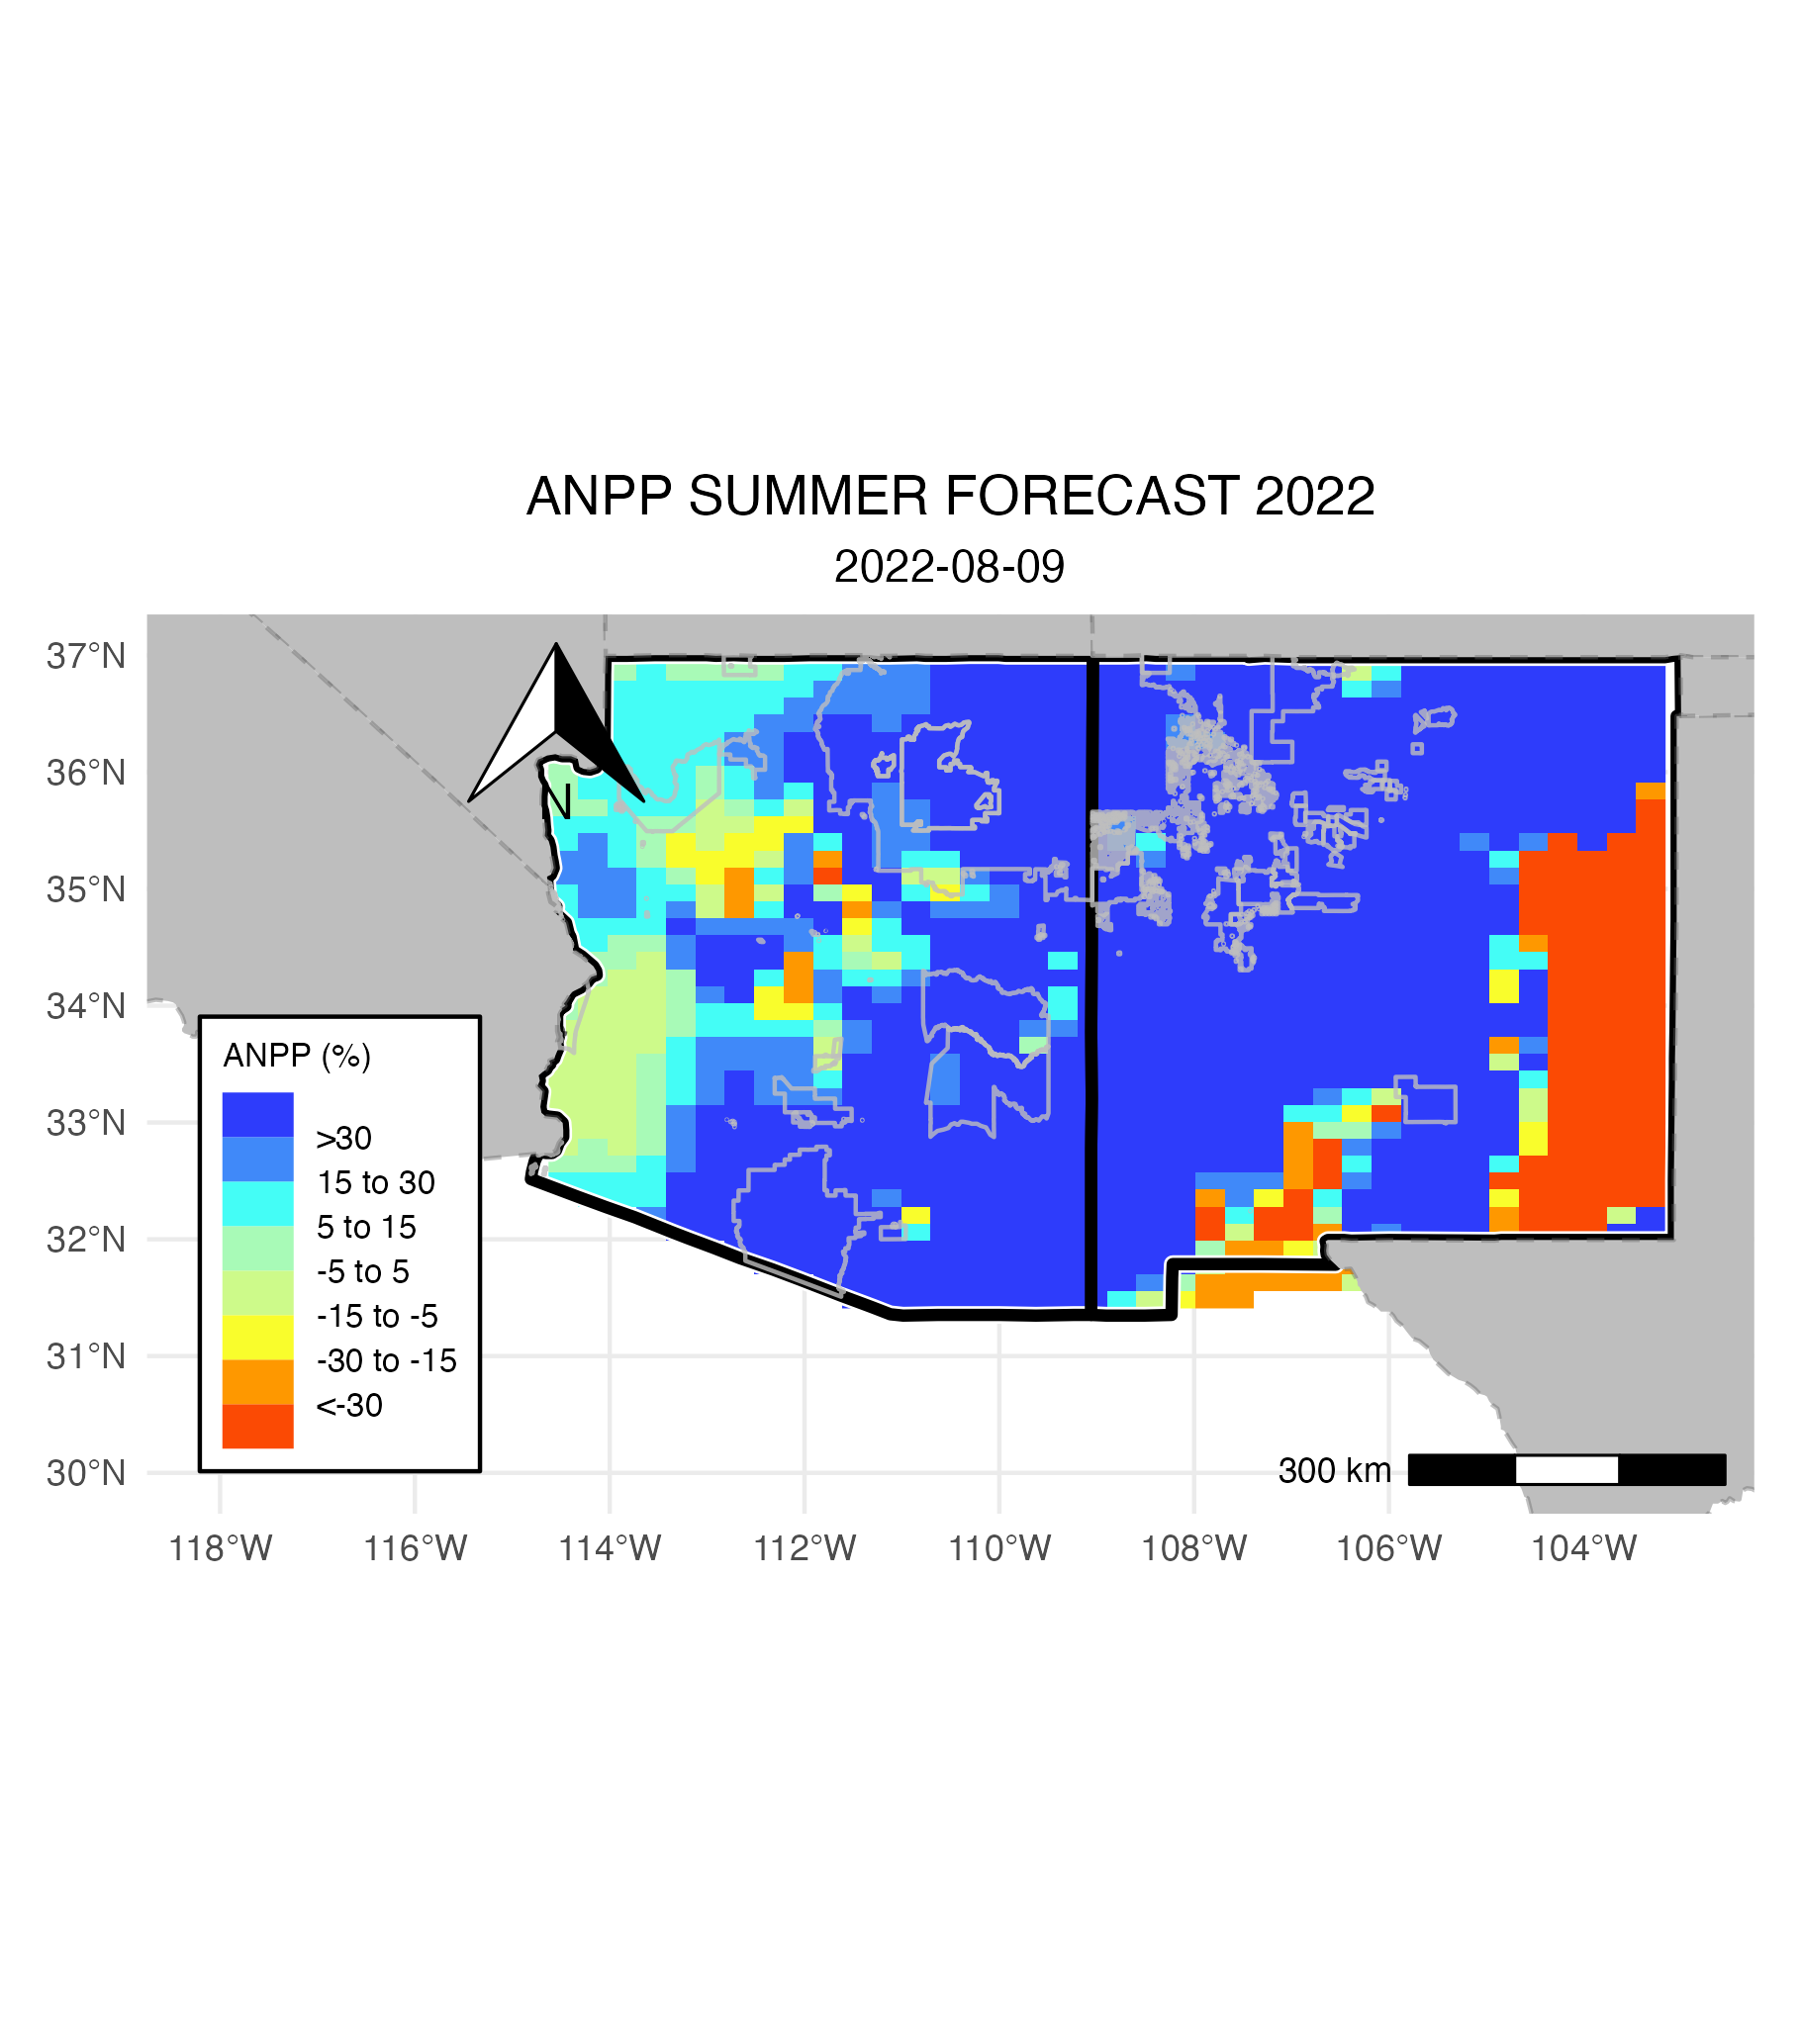 ANPP SUMMER FORECAST 2022
2022-08-09
37°N
36°N
35°N
34°N
33°N
32°N
31°N
30°N
N
ANPP (%)
>30
15 to 30
5 to 15
-5 to 5
-15 to -5
-30 to -15
<-30
300 km
118°W 116°W 114°W 112°W 110°W 108°W 106°W 104°W